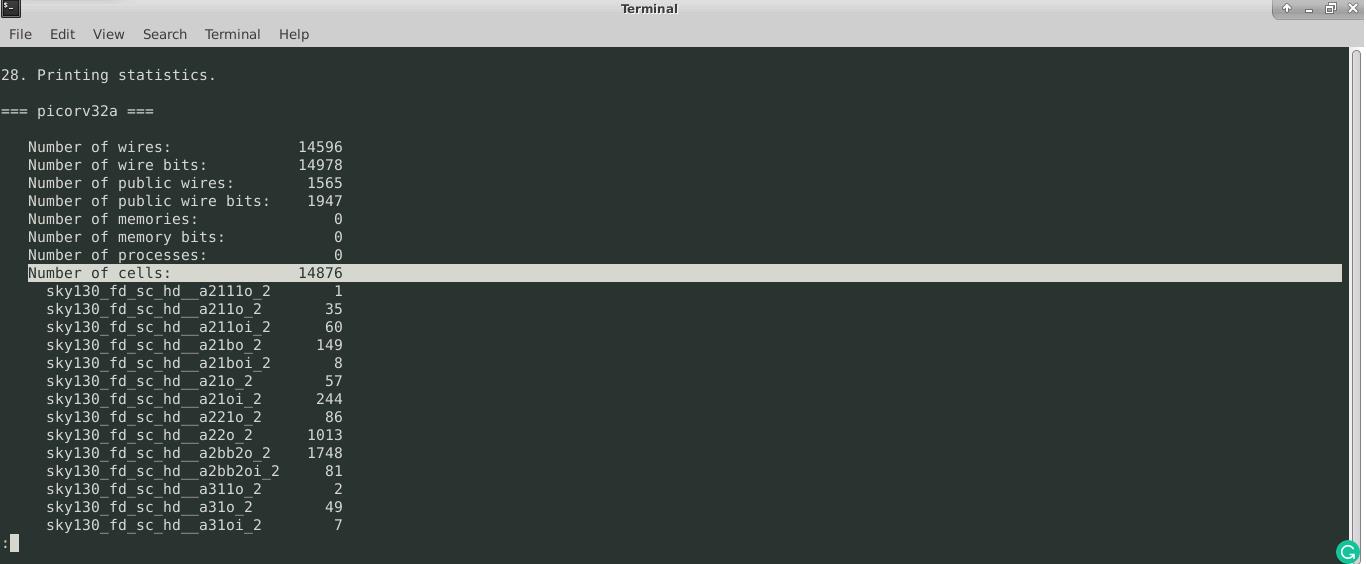 Terminal
File Edit View Search Terminal Help
28. Printing statistics.
=== picorv32a ===
Number of wires: 14596
Number of wire bits: 14978
Number of public wires: 1565
Number of public wire bits: 1947
Number of memories: 0
Number of memory bits: 0
Number of processes: 0
Number of cells: 14876
sky130_fd_sc_hd__a2111o_2 1
sky130_fd_sc_hd__a211o_2 35
sky130_fd_sc_hd__a211oi_2 60
sky130_fd_sc_hd__a21bo_2 149
sky130_fd_sc_hd__a21boi_2 8
sky130_fd_sc_hd__a21o_2 57
sky130_fd_sc_hd__a21oi_2 244
sky130_fd_sc_hd__a221o_2 86
sky130_fd_sc_hd__a22o_2 1013
sky130_fd_sc_hd__a2bb2o_2 1748
sky130_fd_sc_hd__a2bb2oi_2 81
sky130_fd_sc_hd__a311o_2 2
sky130_fd_sc_hd__a31o_2 49
sky130_fd_sc_hd__a31oi_2 7
: